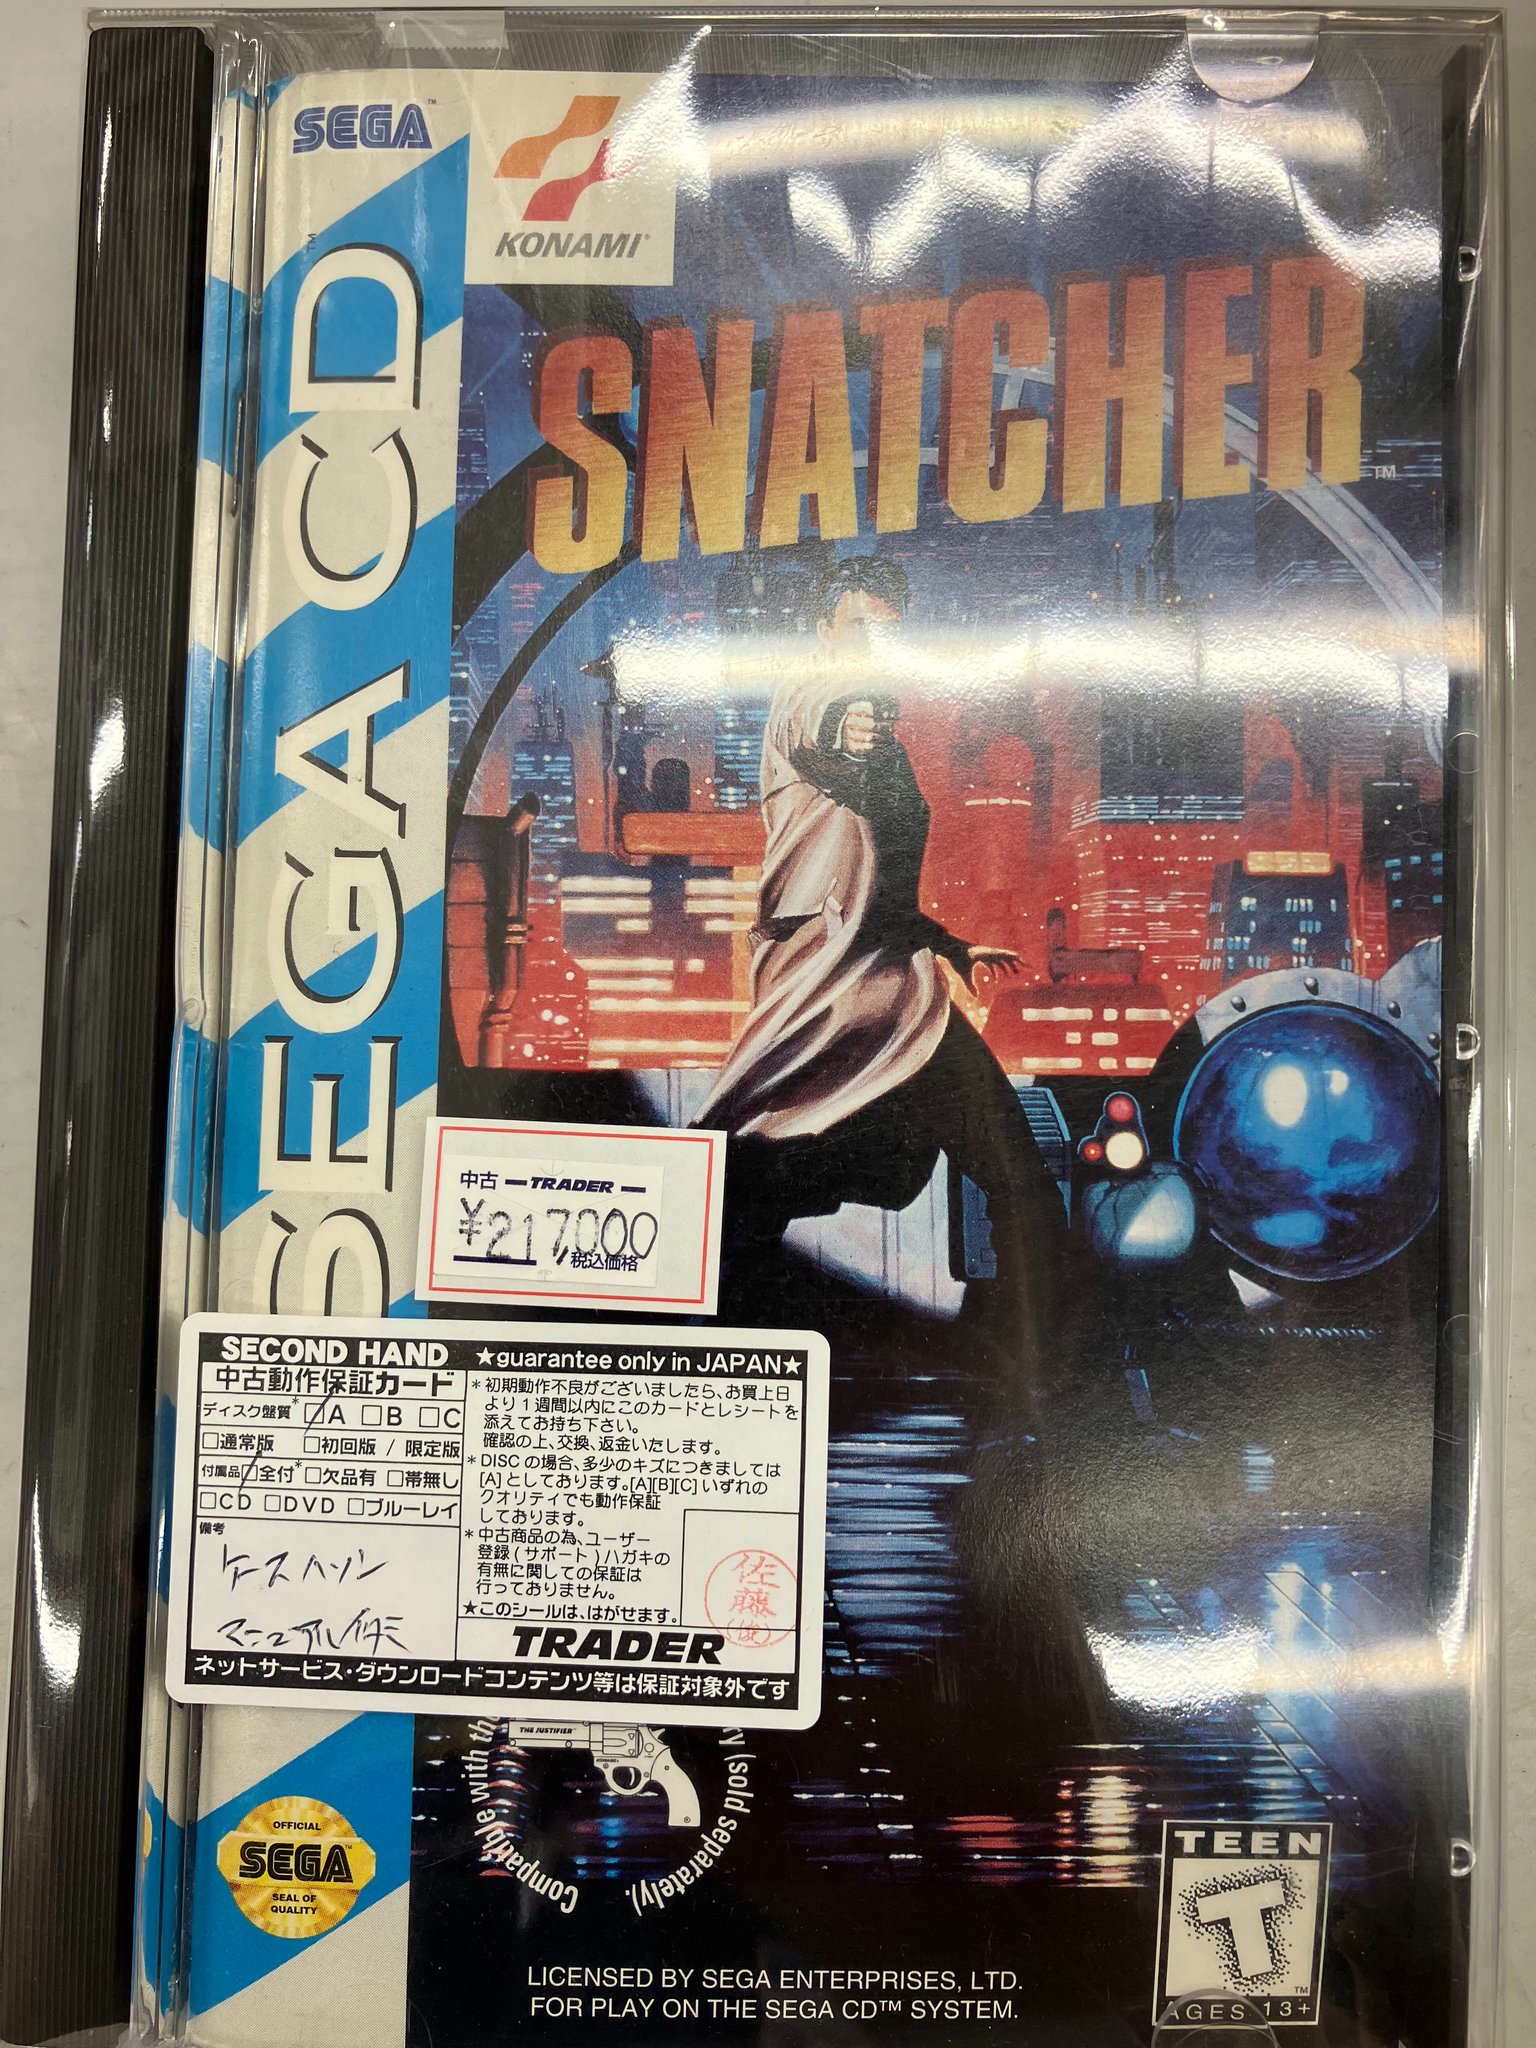 SEGA™
KONAMI®
SEGA CD™
SNATCHER™
中古 TRADER
¥217,000
税込価格
SECOND HAND ★guarantee only in JAPAN★
中古動作保証カード
ディスク盤質* □A □B □C
□通常版 □初回版 / 限定版
付属品 □全付* □欠品有 □帯無し
□CD □DVD □ブルーレイ
備考
ケースハソン
マニュアルイタミ
*初期動作不良がございましたら、お買上日
より1週間以内にこのカードとレシートを
添えてお持ち下さい。
確認の上、交換、返金いたします。
*DISCの場合、多少のキズにつきましては
[A]としております。[A][B][C]いずれの
クオリティでも動作保証
しております。
*中古商品の為、ユーザー
登録(サポート)ハガキの
有無に関しての保証は
行っておりません。
★このシールは、はがせます。
佐藤
TRADER
ネットサービス・ダウンロードコンテンツ等は保証対象外です
THE JUSTIFIER™
KONAMI
Compatible with the
ry (sold separately).
OFFICIAL
SEGA™
SEAL OF
QUALITY
LICENSED BY SEGA ENTERPRISES, LTD.
FOR PLAY ON THE SEGA CD™ SYSTEM.
TEEN
T
AGES 13+